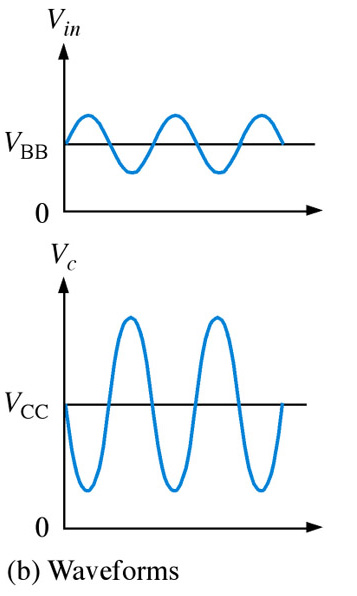 V_in
V_BB
0
V_c
V_CC
0
(b) Waveforms